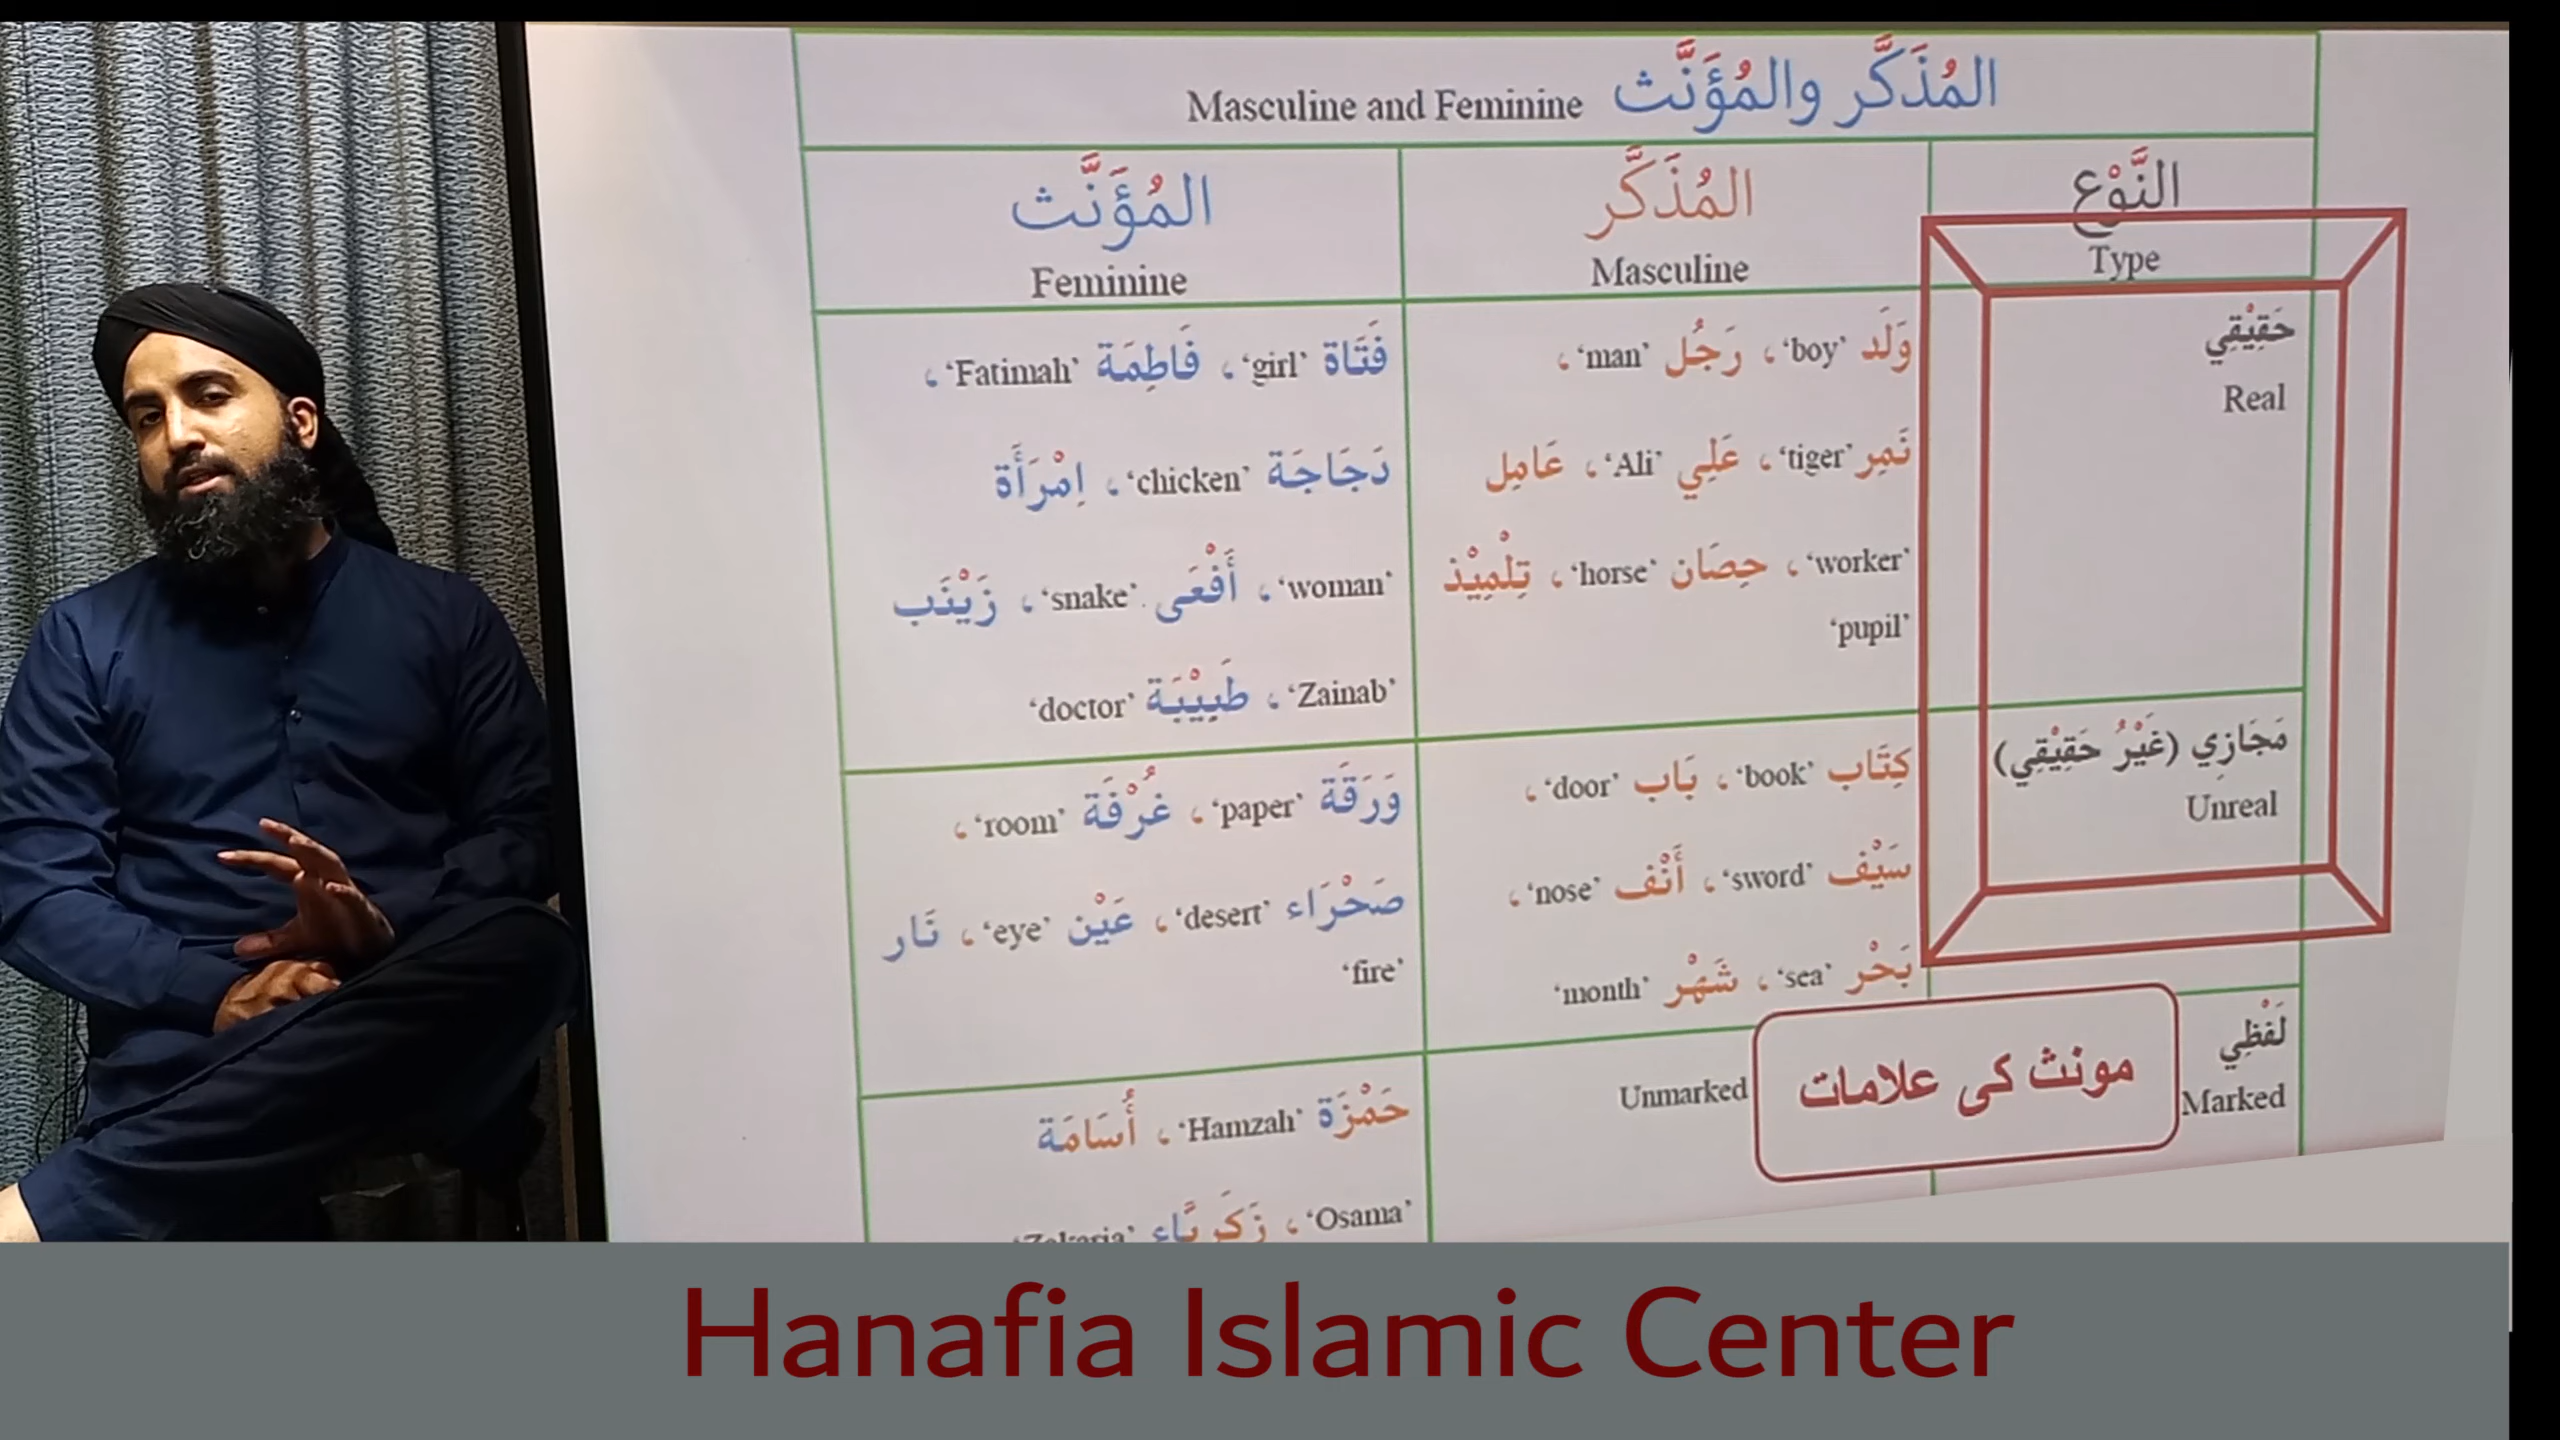 المُذَكَّر والمُؤَنَّث Masculine and Feminine
النَّوْع
Type
المُذَكَّر
Masculine
المُؤَنَّث
Feminine
حَقِيْقِي
Real
وَلَد ‘boy’، رَجُل ‘man’،
نَمِر ‘tiger’، عَلِي ‘Ali’، عَامِل
‘worker’، حِصَان ‘horse’، تِلْمِيْذ
‘pupil’
فَتَاة ‘girl’، فَاطِمَة ‘Fatimah’،
دَجَاجَة ‘chicken’، اِمْرَأَة
‘woman’، أَفْعَى ‘snake’، زَيْنَب
‘Zainab’، طَبِيْبَة ‘doctor’
مَجَازِي (غَيْرُ حَقِيْقِي)
Unreal
كِتَاب ‘book’، بَاب ‘door’،
سَيْف ‘sword’، أَنْف ‘nose’،
بَحْر ‘sea’، شَهْر ‘month’
وَرَقَة ‘paper’، غُرْفَة ‘room’،
صَحْرَاء ‘desert’، عَيْن ‘eye’، نَار
‘fire’
لَفْظِي
Marked
مونث کی علامات
Unmarked
حَمْزَة ‘Hamzah’، أُسَامَة
‘Osama’، زَكَرِيَّاء ‘Zakaria’
Hanafia Islamic Center